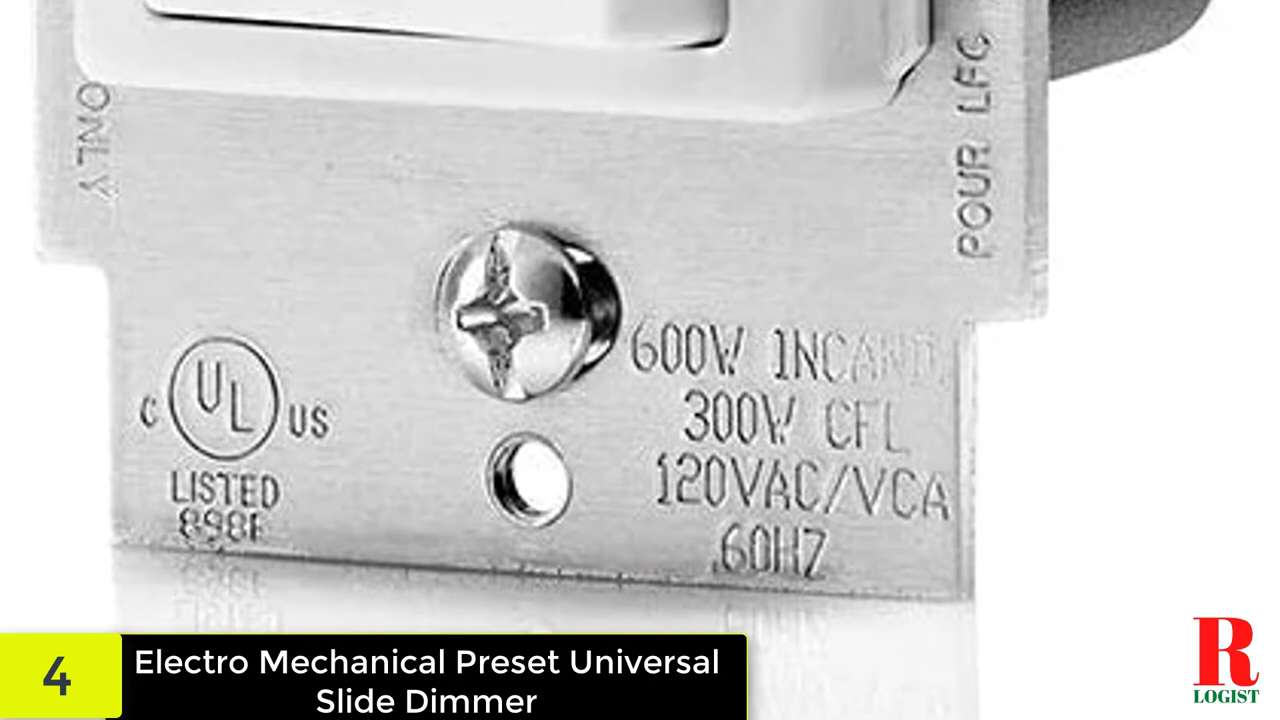 ONLY
POUR LFC
600W INCAND.
300W CFL
120VAC/VCA
60HZ
C UL US
LISTED
898F
4
Electro Mechanical Preset Universal
Slide Dimmer
R
LOGIST